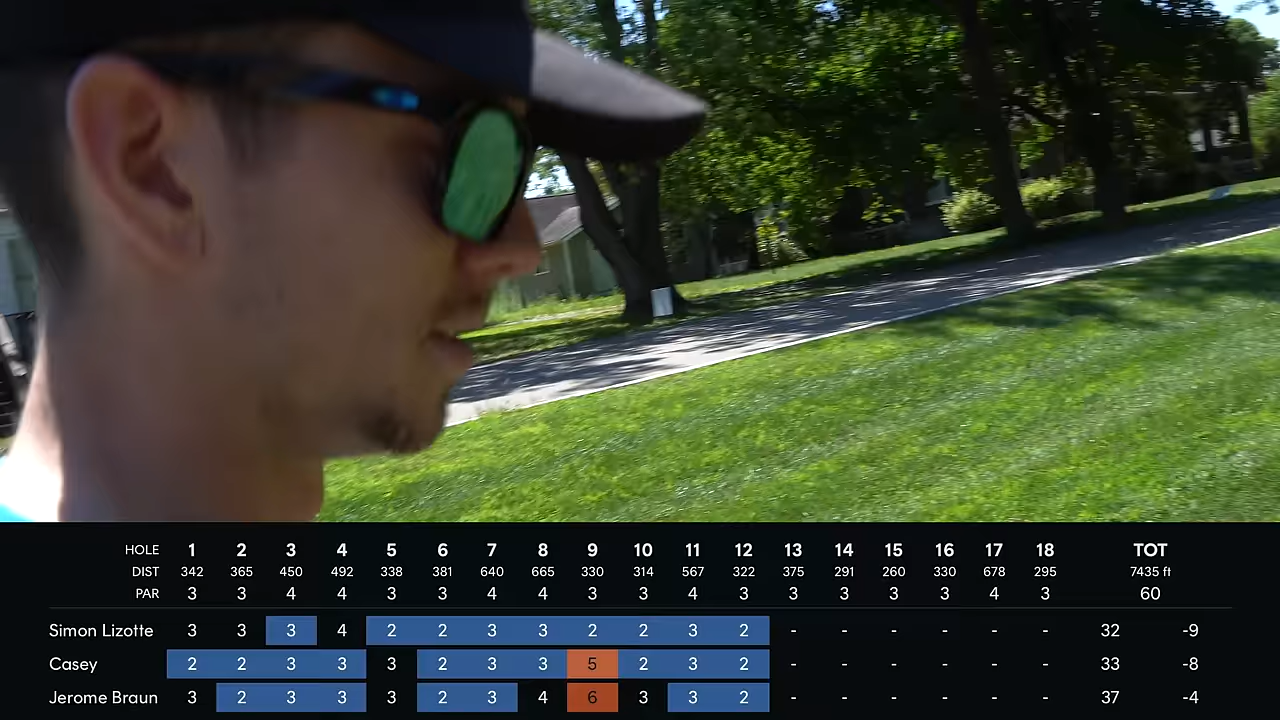 HOLE 1 2 3 4 5 6 7 8 9 10 11 12 13 14 15 16 17 18 TOT
DIST 342 365 450 492 338 381 640 665 330 314 567 322 375 291 260 330 678 295 7435 ft
PAR 3 3 4 4 3 3 4 4 3 3 4 3 3 3 3 3 4 3 60
Simon Lizotte 3 3 3 4 2 2 3 3 2 2 3 2 - - - - - - 32 -9
Casey 2 2 3 3 3 2 3 3 5 2 3 2 - - - - - - 33 -8
Jerome Braun 3 2 3 3 3 2 3 4 6 3 3 2 - - - - - - 37 -4